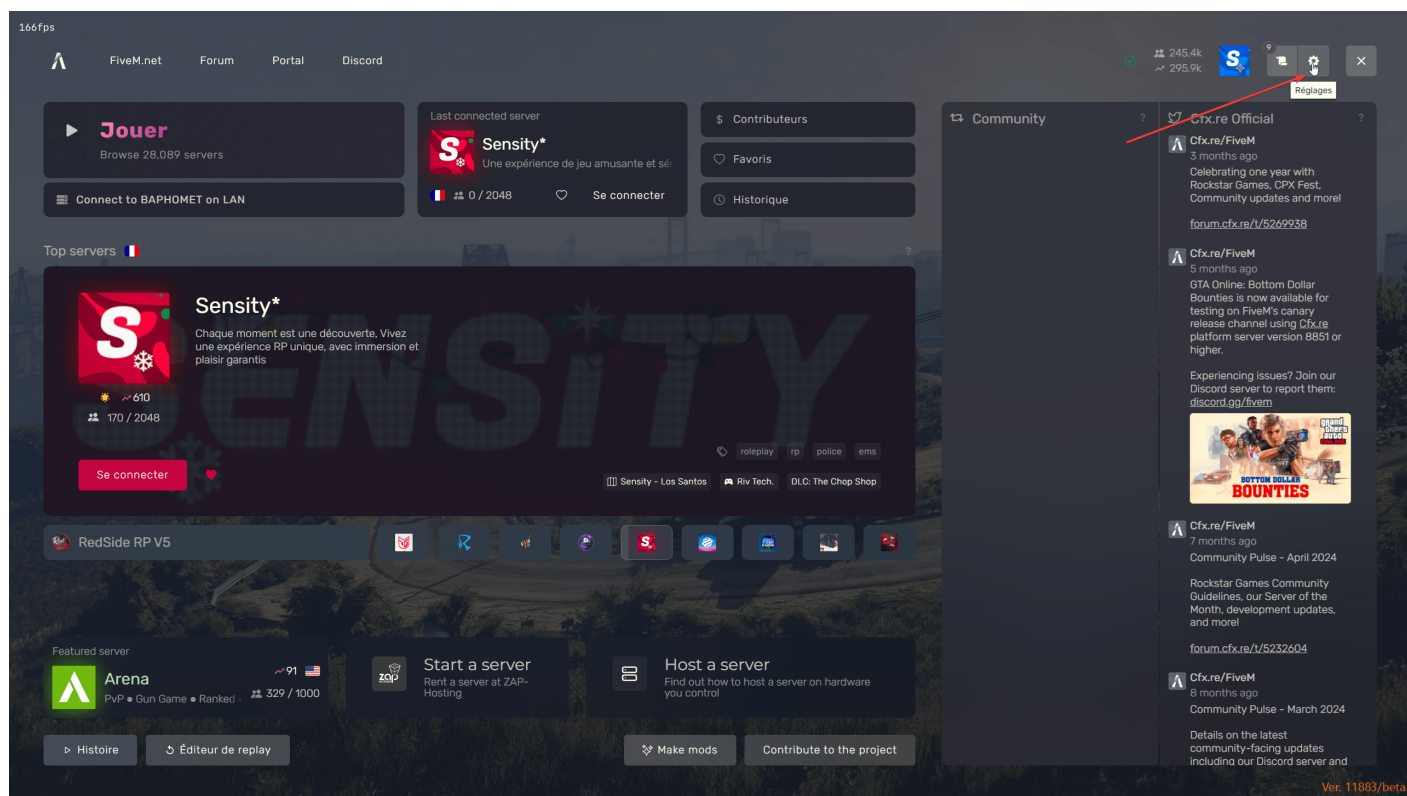 166fps
FiveM.net
Forum
Portal
Discord
245.4k
295.9k
9
Réglages
Jouer
Browse 28,089 servers
Connect to BAPHOMET on LAN
Last connected server
Sensity*
Une expérience de jeu amusante et sé
0 / 2048
Se connecter
$ Contributeurs
Favoris
Historique
Community
?
Cfx.re Official
?
Cfx.re/FiveM
3 months ago
Celebrating one year with
Rockstar Games, CPX Fest,
Community updates and more!
forum.cfx.re/t/5269938
Cfx.re/FiveM
5 months ago
GTA Online: Bottom Dollar
Bounties is now available for
testing on FiveM's canary
release channel using Cfx.re
platform server version 8851 or
higher.
Experiencing issues? Join our
Discord server to report them:
discord.gg/fivem
grand
theft
auto
ONLINE
BOTTOM DOLLAR
BOUNTIES
Cfx.re/FiveM
7 months ago
Community Pulse - April 2024
Rockstar Games Community
Guidelines, our Server of the
Month, development updates,
and more!
forum.cfx.re/t/5232604
Cfx.re/FiveM
8 months ago
Community Pulse - March 2024
Details on the latest
community-facing updates
including our Discord server and
Top servers
?
SENSITY
S
Sensity*
Chaque moment est une découverte, Vivez
une expérience RP unique, avec immersion et
plaisir garantis
610
170 / 2048
roleplay
rp
police
ems
Se connecter
Sensity - Los Santos
Riv Tech.
DLC: The Chop Shop
RedSide RP V5
Featured server
Arena
91
PvP ● Gun Game ● Ranked
329 / 1000
zap
Start a server
Rent a server at ZAP-
Hosting
Host a server
Find out how to host a server on hardware
you control
Histoire
Éditeur de replay
Make mods
Contribute to the project
Ver. 11883/beta